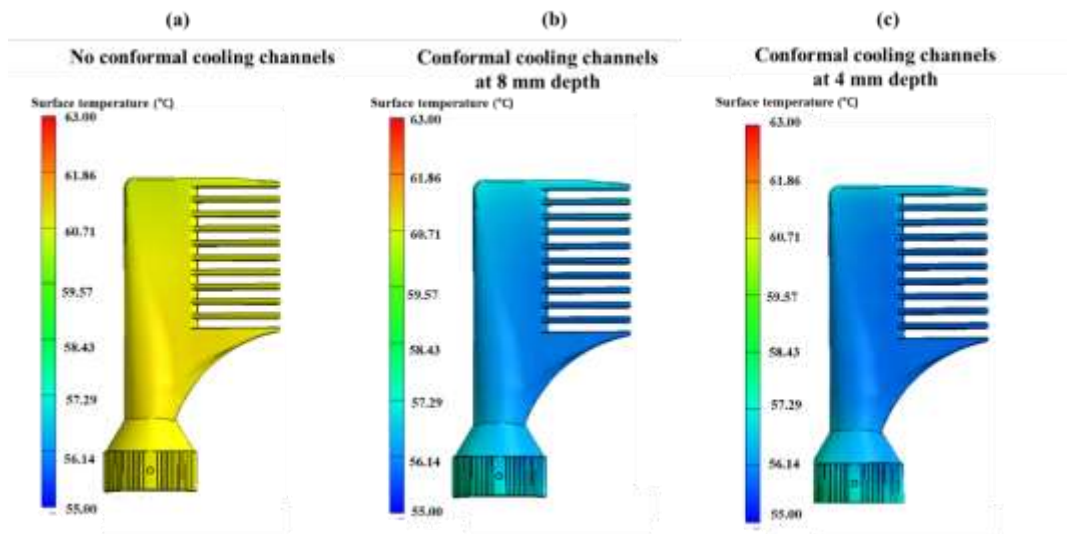 (a)
No conformal cooling channels
Surface temperature (°C)
63.00
61.86
60.71
59.57
58.43
57.29
56.14
55.00
(b)
Conformal cooling channels
at 8 mm depth
Surface temperature (°C)
63.00
61.86
60.71
59.57
58.43
57.29
56.14
55.00
(c)
Conformal cooling channels
at 4 mm depth
Surface temperature (°C)
63.00
61.86
60.71
59.57
58.43
57.29
56.14
55.00